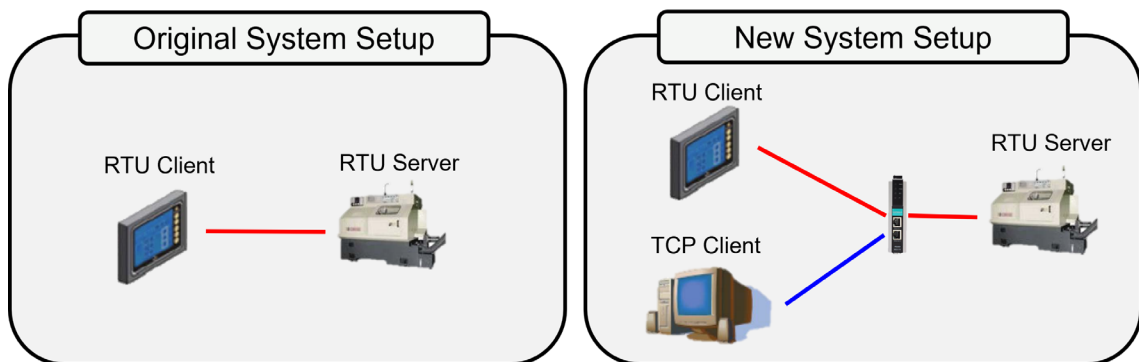 Original System Setup
RTU Client
RTU Server
New System Setup
RTU Client
RTU Server
TCP Client